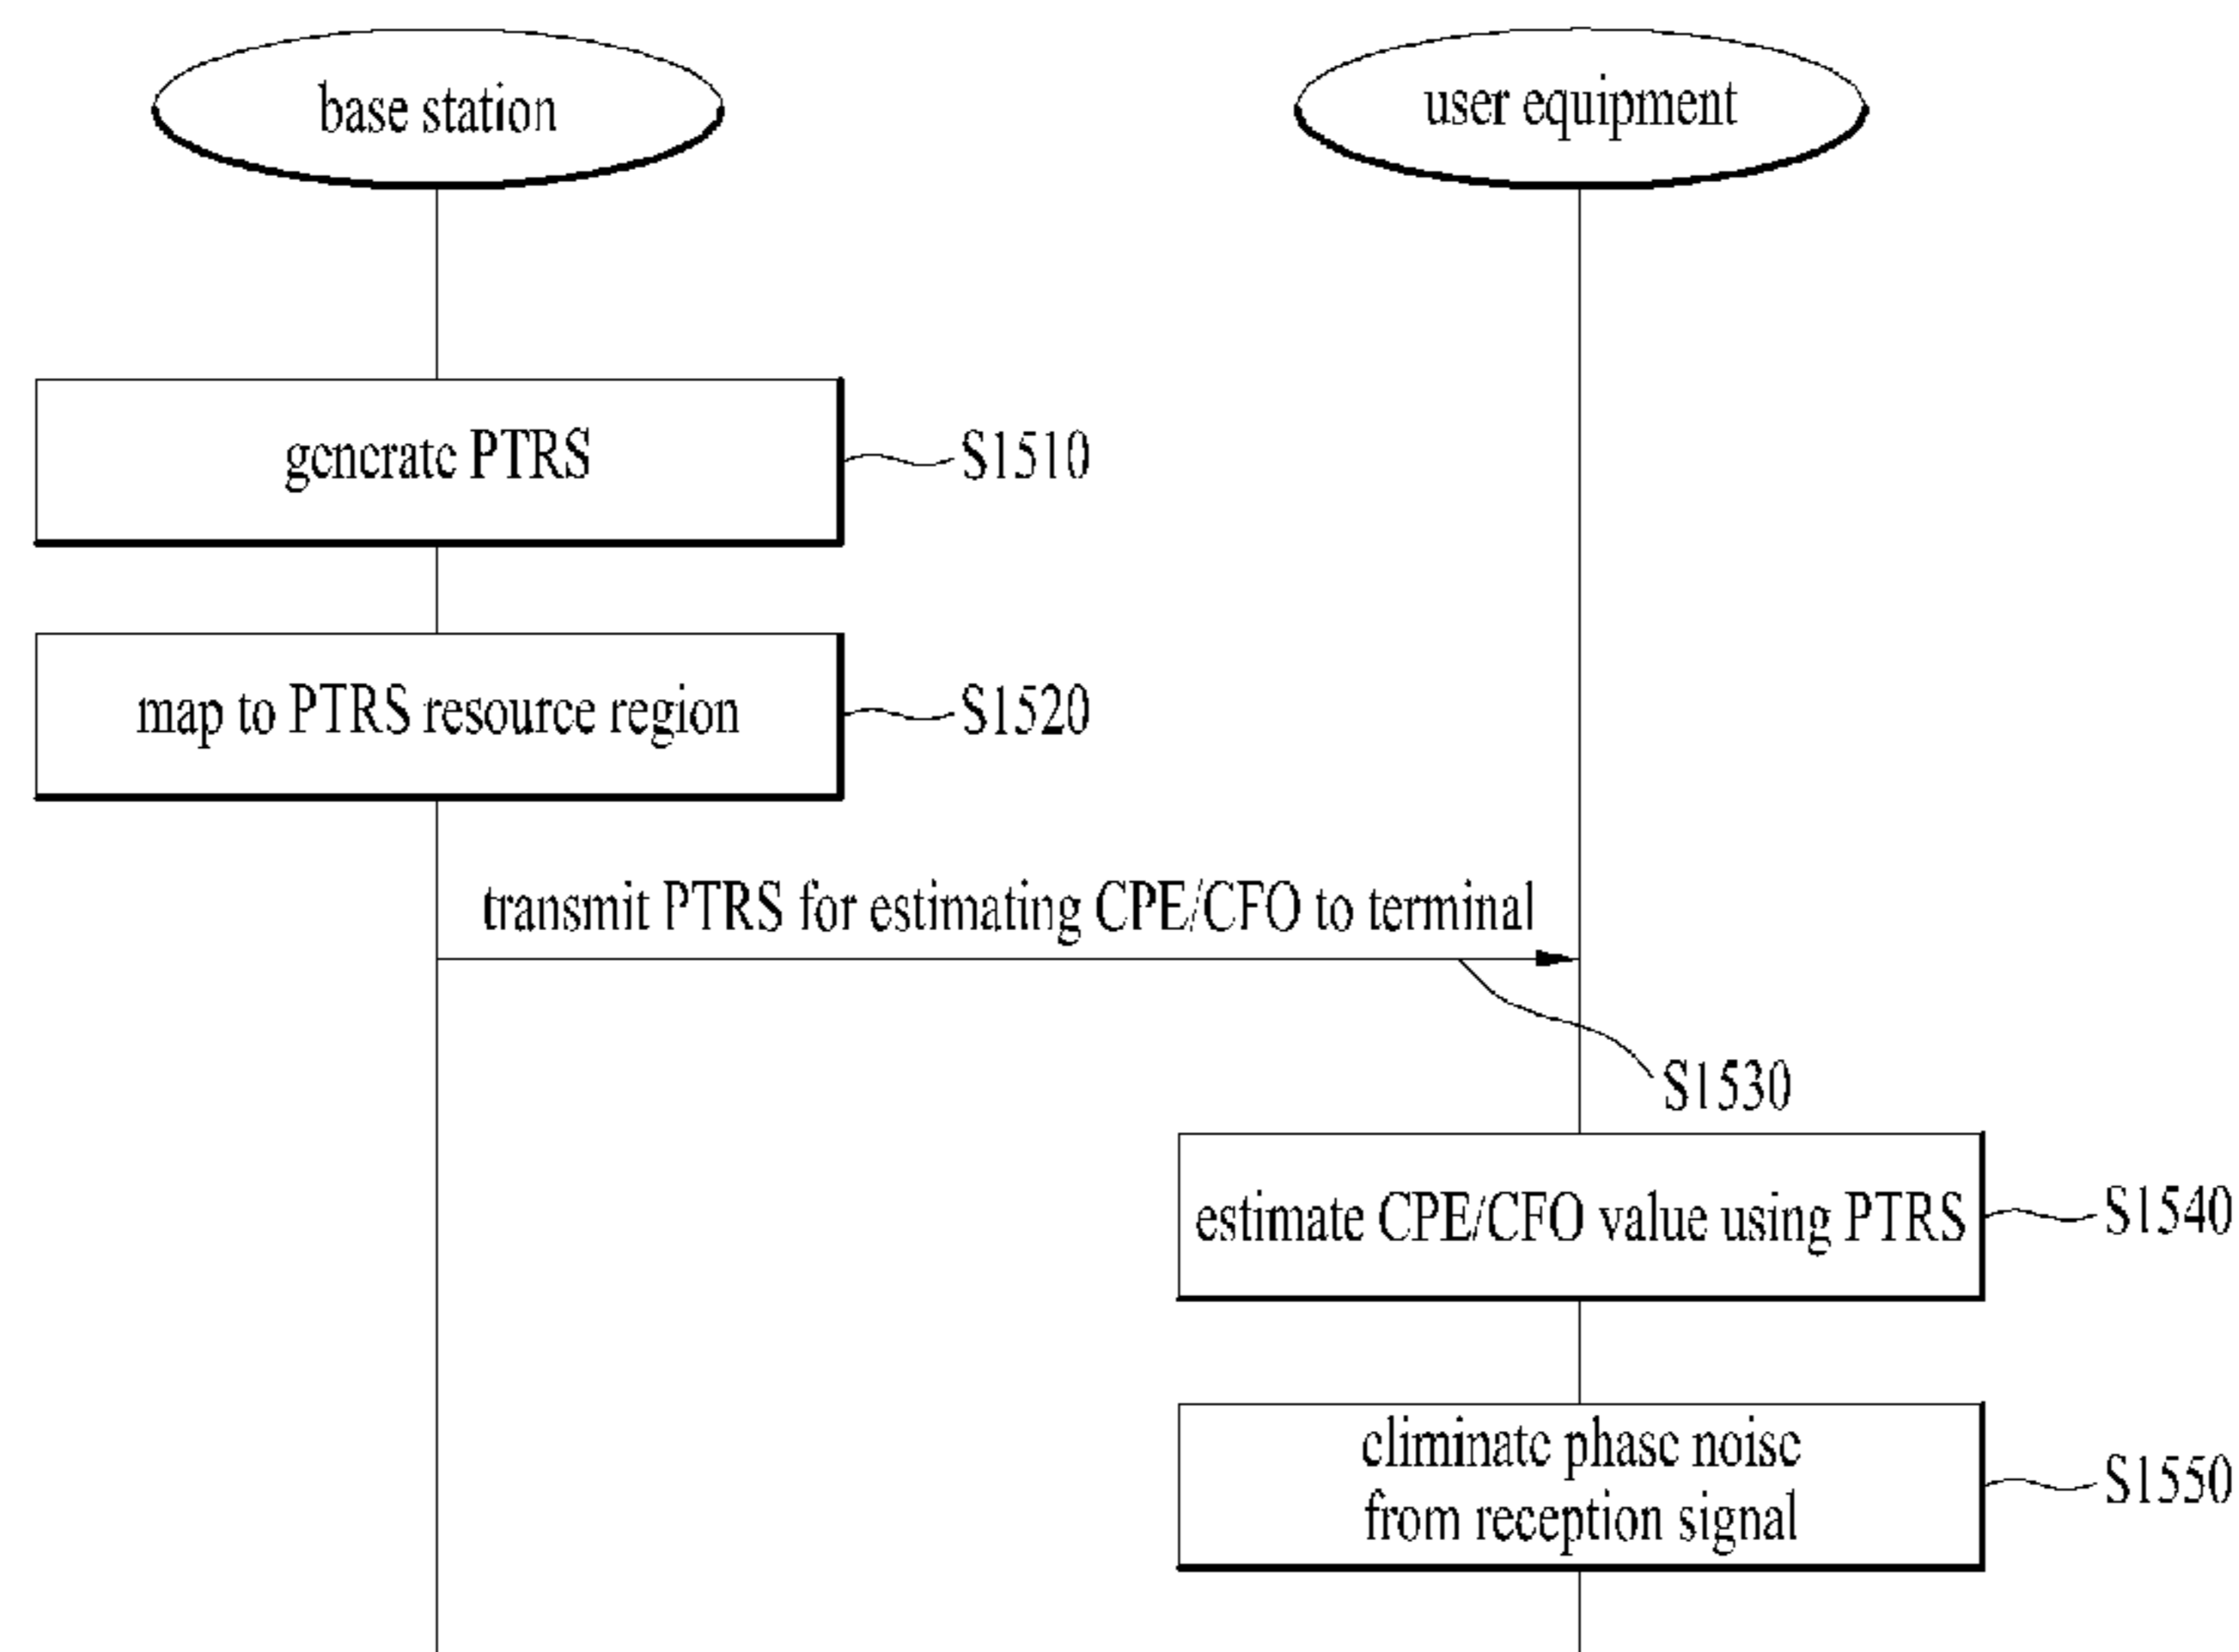 base station
user equipment
generate PTRS
S1510
map to PTRS resource region
S1520
transmit PTRS for estimating CPE/CFO to terminal
S1530
estimate CPE/CFO value using PTRS
S1540
eliminate phase noise
from reception signal
S1550